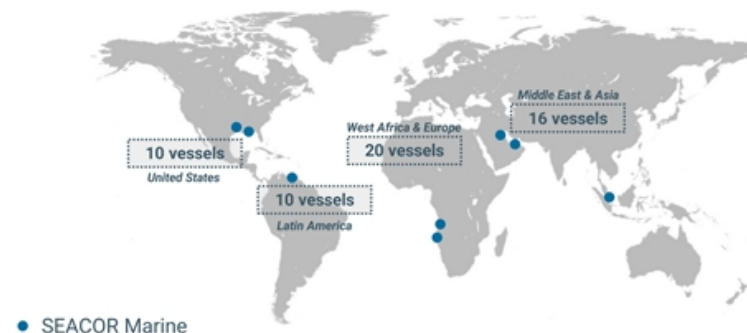 Middle East & Asia
16 vessels
West Africa & Europe
20 vessels
10 vessels
United States
10 vessels
Latin America
SEACOR Marine